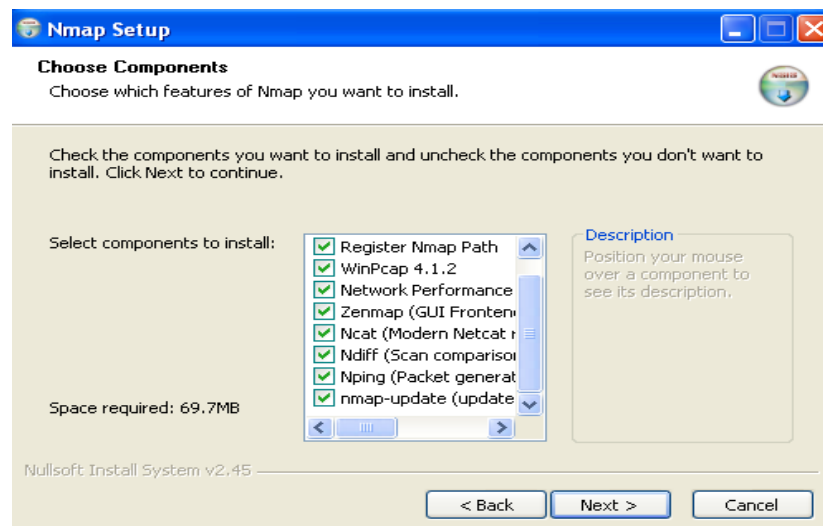 Nmap Setup
Choose Components
Choose which features of Nmap you want to install.
Check the components you want to install and uncheck the components you don't want to
install. Click Next to continue.
Select components to install:
Register Nmap Path
WinPcap 4.1.2
Network Performance
Zenmap (GUI Fronten
Ncat (Modern Netcat r
Ndiff (Scan compariso
Nping (Packet generat
nmap-update (update
Description
Position your mouse
over a component to
see its description.
Space required: 69.7MB
Nullsoft Install System v2.45
< Back
Next >
Cancel